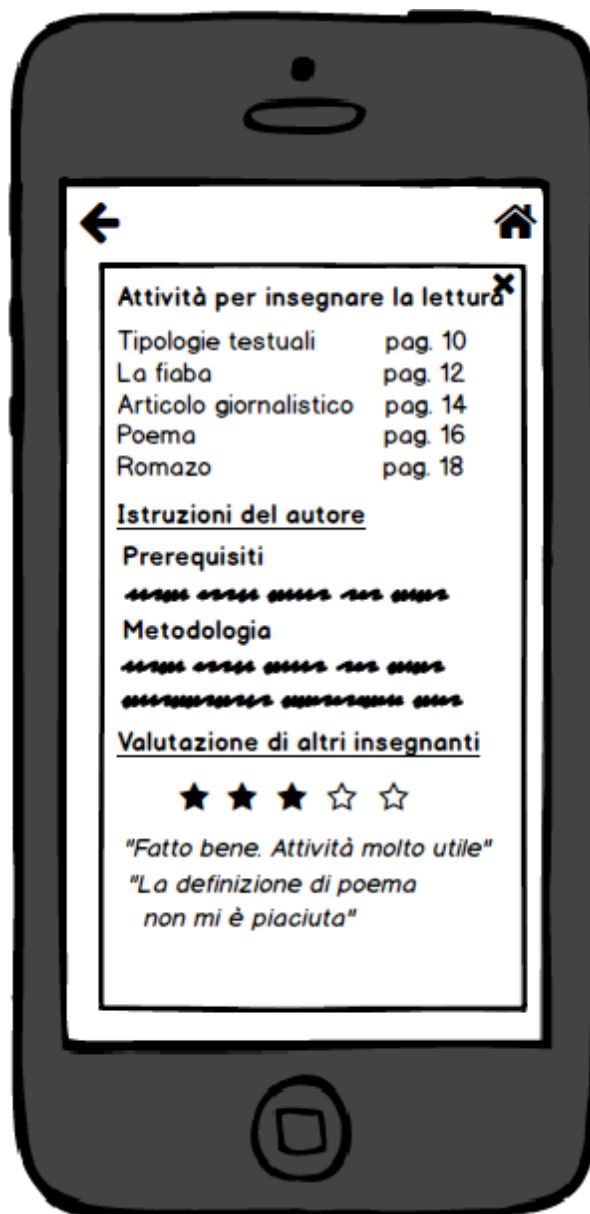 Attività per insegnare la lettura
Tipologie testuali pag. 10
La fiaba pag. 12
Articolo giornalistico pag. 14
Poema pag. 16
Romazo pag. 18
Istruzioni del autore
Prerequisiti
Metodologia
Valutazione di altri insegnanti
"Fatto bene. Attività molto utile"
"La definizione di poema
non mi è piaciuta"